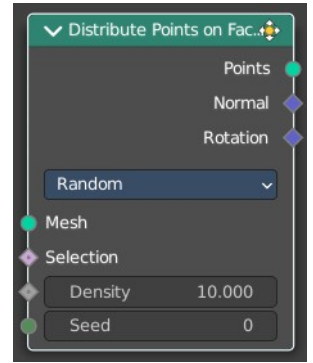 Distribute Points on Fac..
Points
Normal
Rotation
Random
Mesh
Selection
Density 10.000
Seed 0